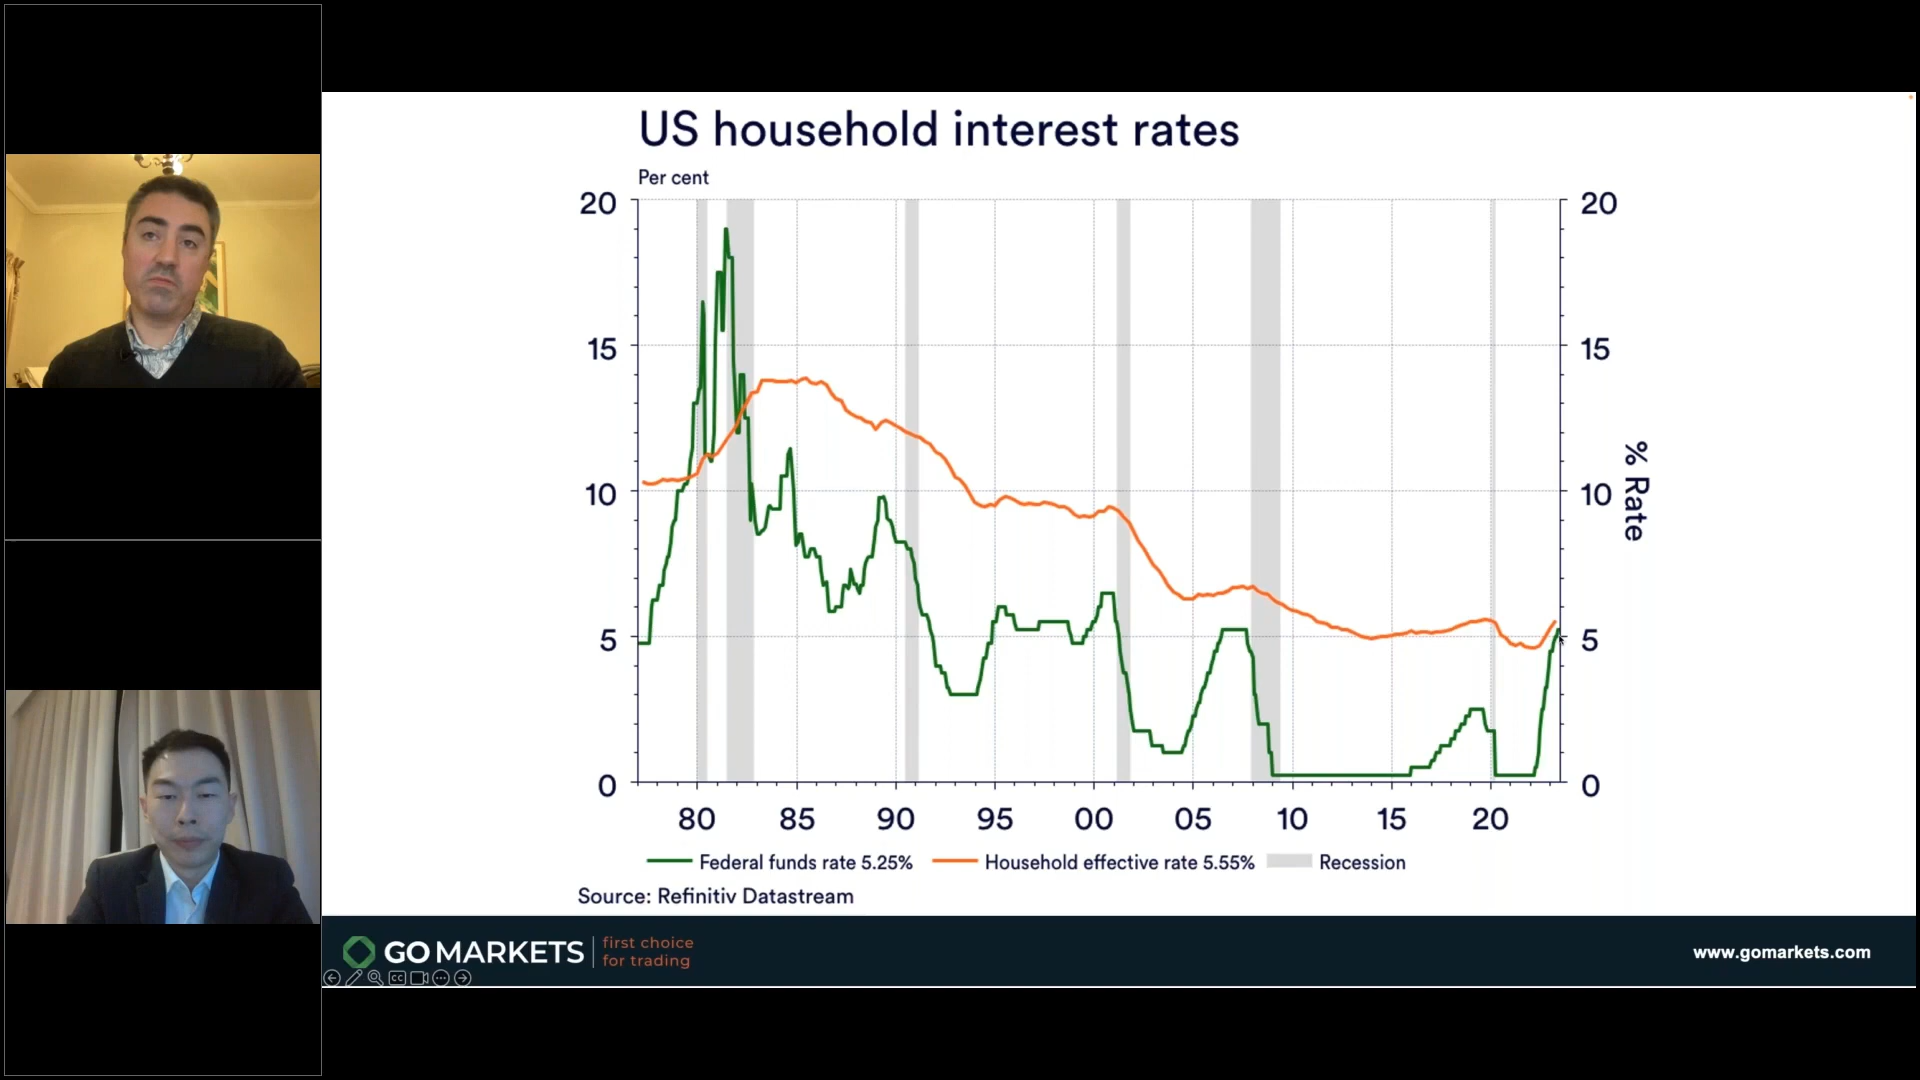 US household interest rates
Per cent
20 20
15 15
10 10
5 5
0 0
% Rate
80 85 90 95 00 05 10 15 20
Federal funds rate 5.25% Household effective rate 5.55% Recession
Source: Refinitiv Datastream
GO MARKETS first choice
for trading
www.gomarkets.com
CC